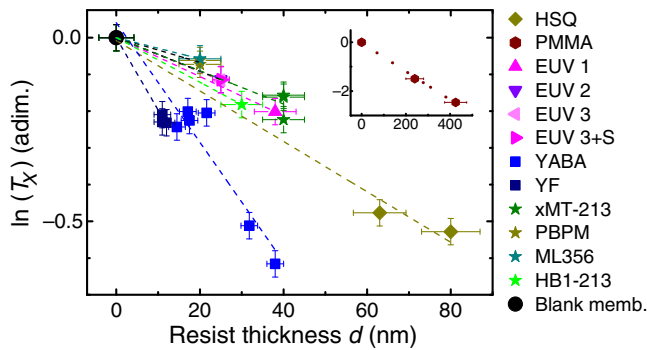 0.0
-0.5
ln (Tχ) (adim.)
0 20 40 60 80
Resist thickness d (nm)
0
−2
0 200 400
HSQ
PMMA
EUV 1
EUV 2
EUV 3
EUV 3+S
YABA
YF
xMT-213
PBPM
ML356
HB1-213
Blank memb.